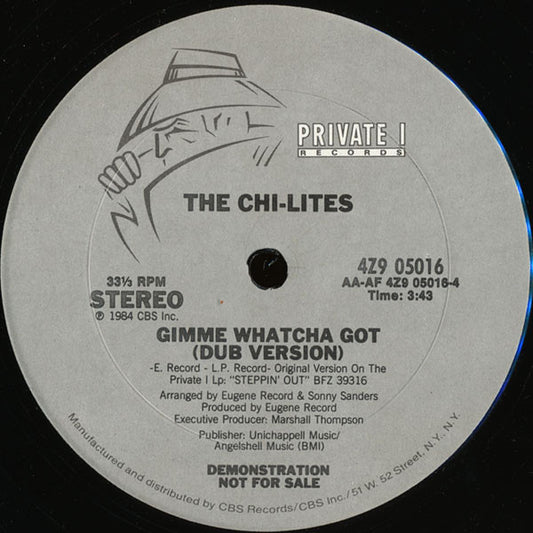 PRIVATE I
RECORDS
THE CHI-LITES
33⅓ RPM
STEREO
℗ 1984 CBS Inc.
4Z9 05016
AA-AF 4Z9 05016-4
Time: 3:43
GIMME WHATCHA GOT
(DUB VERSION)
-E. Record - L.P. Record- Original Version On The
Private I Lp: "STEPPIN' OUT" BFZ 39316
Arranged by Eugene Record & Sonny Sanders
Produced by Eugene Record
Executive Producer: Marshall Thompson
Publisher: Unichappell Music/
Angelshell Music (BMI)
DEMONSTRATION
NOT FOR SALE
Manufactured and distributed by CBS Records/CBS Inc./51 W. 52 Street, N.Y. N.Y.